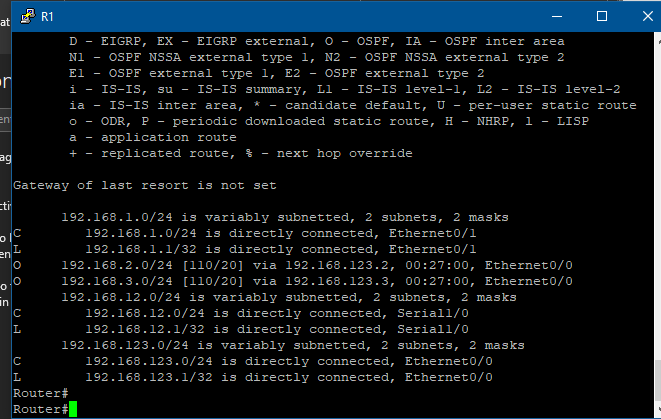 R1
D - EIGRP, EX - EIGRP external, O - OSPF, IA - OSPF inter area
N1 - OSPF NSSA external type 1, N2 - OSPF NSSA external type 2
E1 - OSPF external type 1, E2 - OSPF external type 2
i - IS-IS, su - IS-IS summary, L1 - IS-IS level-1, L2 - IS-IS level-2
ia - IS-IS inter area, * - candidate default, U - per-user static route
o - ODR, P - periodic downloaded static route, H - NHRP, l - LISP
a - application route
+ - replicated route, % - next hop override
Gateway of last resort is not set
192.168.1.0/24 is variably subnetted, 2 subnets, 2 masks
C 192.168.1.0/24 is directly connected, Ethernet0/1
L 192.168.1.1/32 is directly connected, Ethernet0/1
O 192.168.2.0/24 [110/20] via 192.168.123.2, 00:27:00, Ethernet0/0
O 192.168.3.0/24 [110/20] via 192.168.123.3, 00:27:00, Ethernet0/0
192.168.12.0/24 is variably subnetted, 2 subnets, 2 masks
C 192.168.12.0/24 is directly connected, Serial1/0
L 192.168.12.1/32 is directly connected, Serial1/0
192.168.123.0/24 is variably subnetted, 2 subnets, 2 masks
C 192.168.123.0/24 is directly connected, Ethernet0/0
L 192.168.123.1/32 is directly connected, Ethernet0/0
Router#
Router#